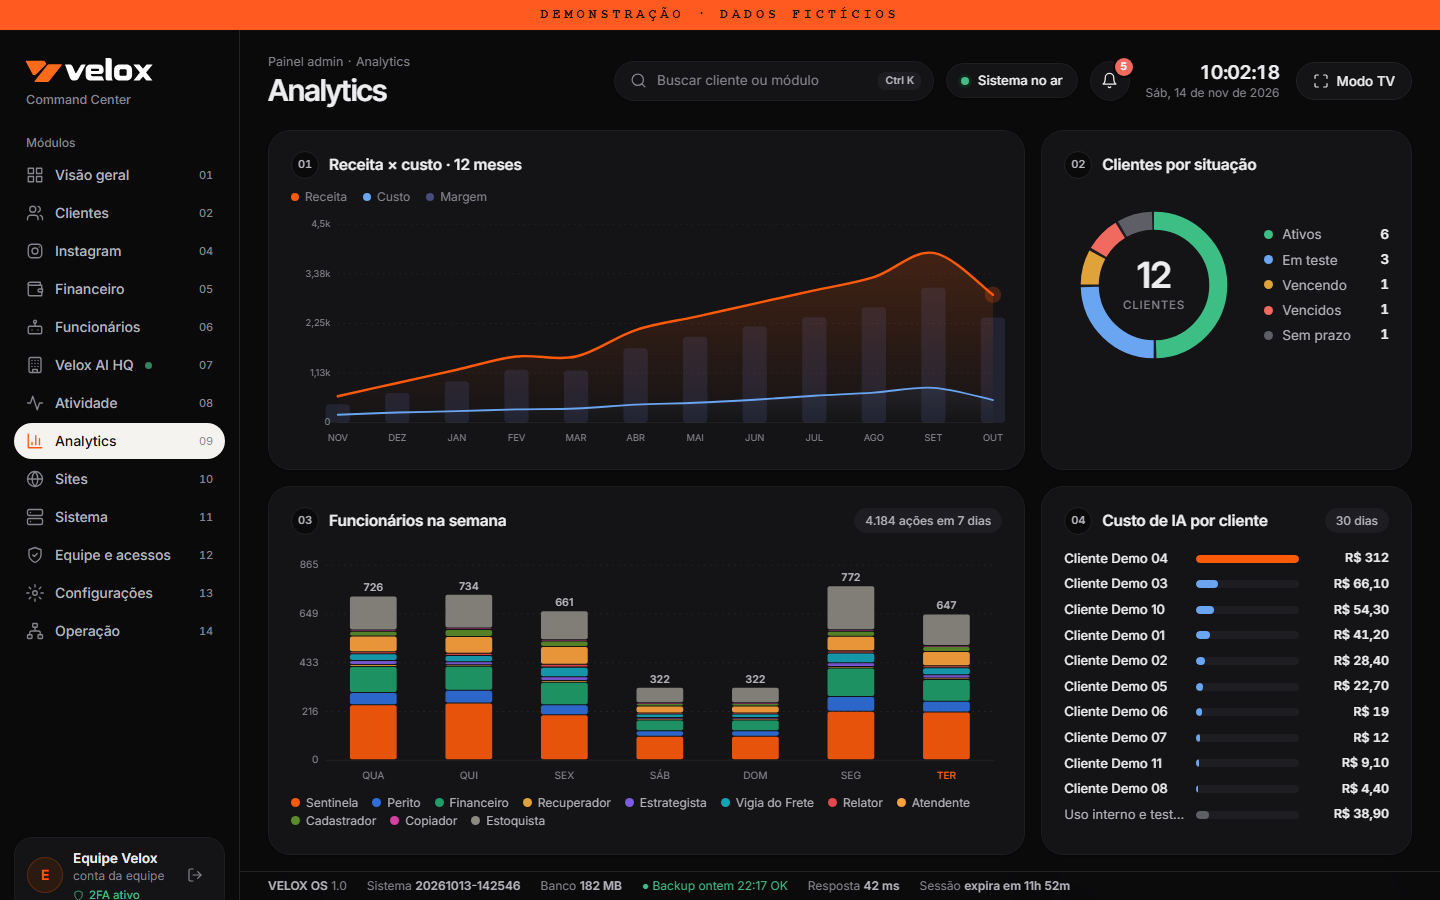 DEMONSTRAÇÃO · DADOS FICTÍCIOS
velox
Command Center
Módulos
Visão geral 01
Clientes 02
Instagram 04
Financeiro 05
Funcionários 06
Velox AI HQ 07
Atividade 08
Analytics 09
Sites 10
Sistema 11
Equipe e acessos 12
Configurações 13
Operação 14
E
Equipe Velox
conta da equipe
2FA ativo
Painel admin · Analytics
Analytics
Buscar cliente ou módulo Ctrl K
Sistema no ar
5
10:02:18
Sáb, 14 de nov de 2026
Modo TV
01 Receita × custo · 12 meses
Receita Custo Margem
4,5k
3,38k
2,25k
1,13k
0
NOV DEZ JAN FEV MAR ABR MAI JUN JUL AGO SET OUT
02 Clientes por situação
12
CLIENTES
Ativos 6
Em teste 3
Vencendo 1
Vencidos 1
Sem prazo 1
03 Funcionários na semana
4.184 ações em 7 dias
865
649
433
216
0
726 734 661 322 322 772 647
QUA QUI SEX SÁB DOM SEG TER
Sentinela Perito Financeiro Recuperador Estrategista Vigia do Frete Relator Atendente
Cadastrador Copiador Estoquista
04 Custo de IA por cliente
30 dias
Cliente Demo 04 R$ 312
Cliente Demo 03 R$ 66,10
Cliente Demo 10 R$ 54,30
Cliente Demo 01 R$ 41,20
Cliente Demo 02 R$ 28,40
Cliente Demo 05 R$ 22,70
Cliente Demo 06 R$ 19
Cliente Demo 07 R$ 12
Cliente Demo 11 R$ 9,10
Cliente Demo 08 R$ 4,40
Uso interno e test... R$ 38,90
VELOX OS 1.0 Sistema 20261013-142546 Banco 182 MB Backup ontem 22:17 OK Resposta 42 ms Sessão expira em 11h 52m